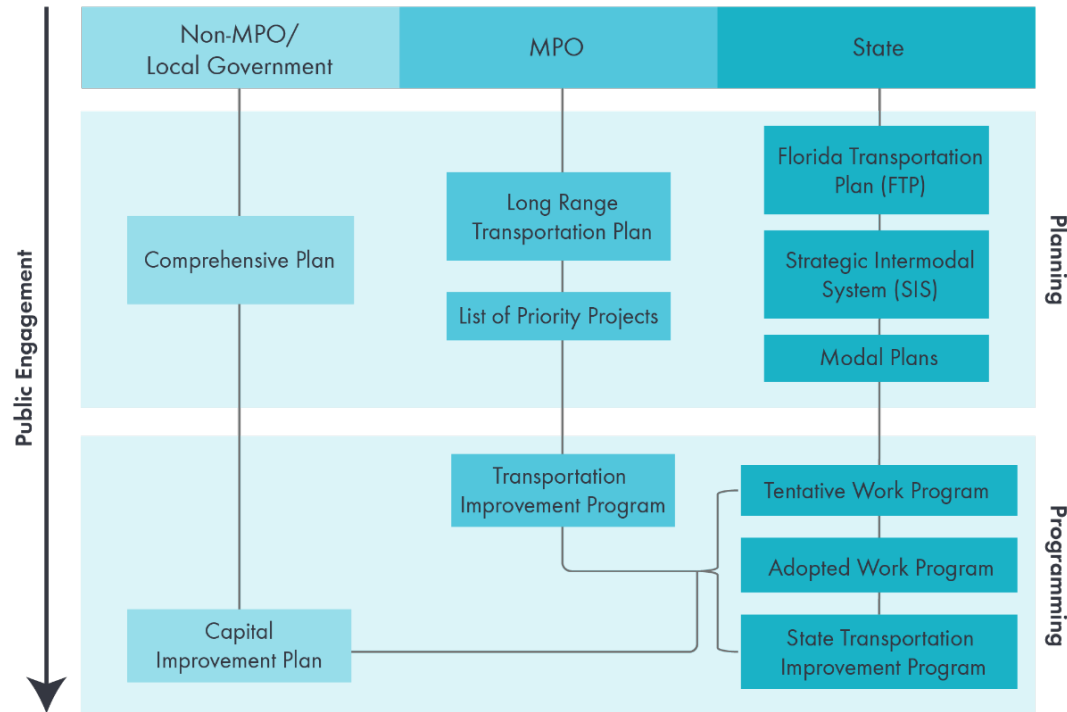 Non-MPO/
Local Government
MPO
State
Public Engagement
Planning
Florida Transportation
Plan (FTP)
Long Range
Transportation Plan
Comprehensive Plan
Strategic Intermodal
System (SIS)
List of Priority Projects
Modal Plans
Programming
Transportation
Improvement Program
Tentative Work Program
Adopted Work Program
Capital
Improvement Plan
State Transportation
Improvement Program